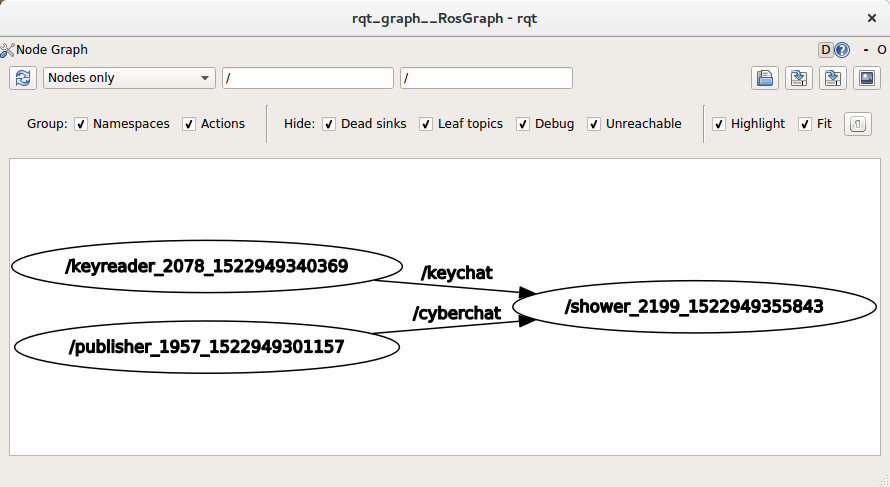 rqt_graph__RosGraph - rqt
Node Graph D ? - O
Nodes only / /
Group: Namespaces Actions Hide: Dead sinks Leaf topics Debug Unreachable Highlight Fit
/keyreader_2078_1522949340369
/keychat
/shower_2199_1522949355843
/cyberchat
/publisher_1957_1522949301157